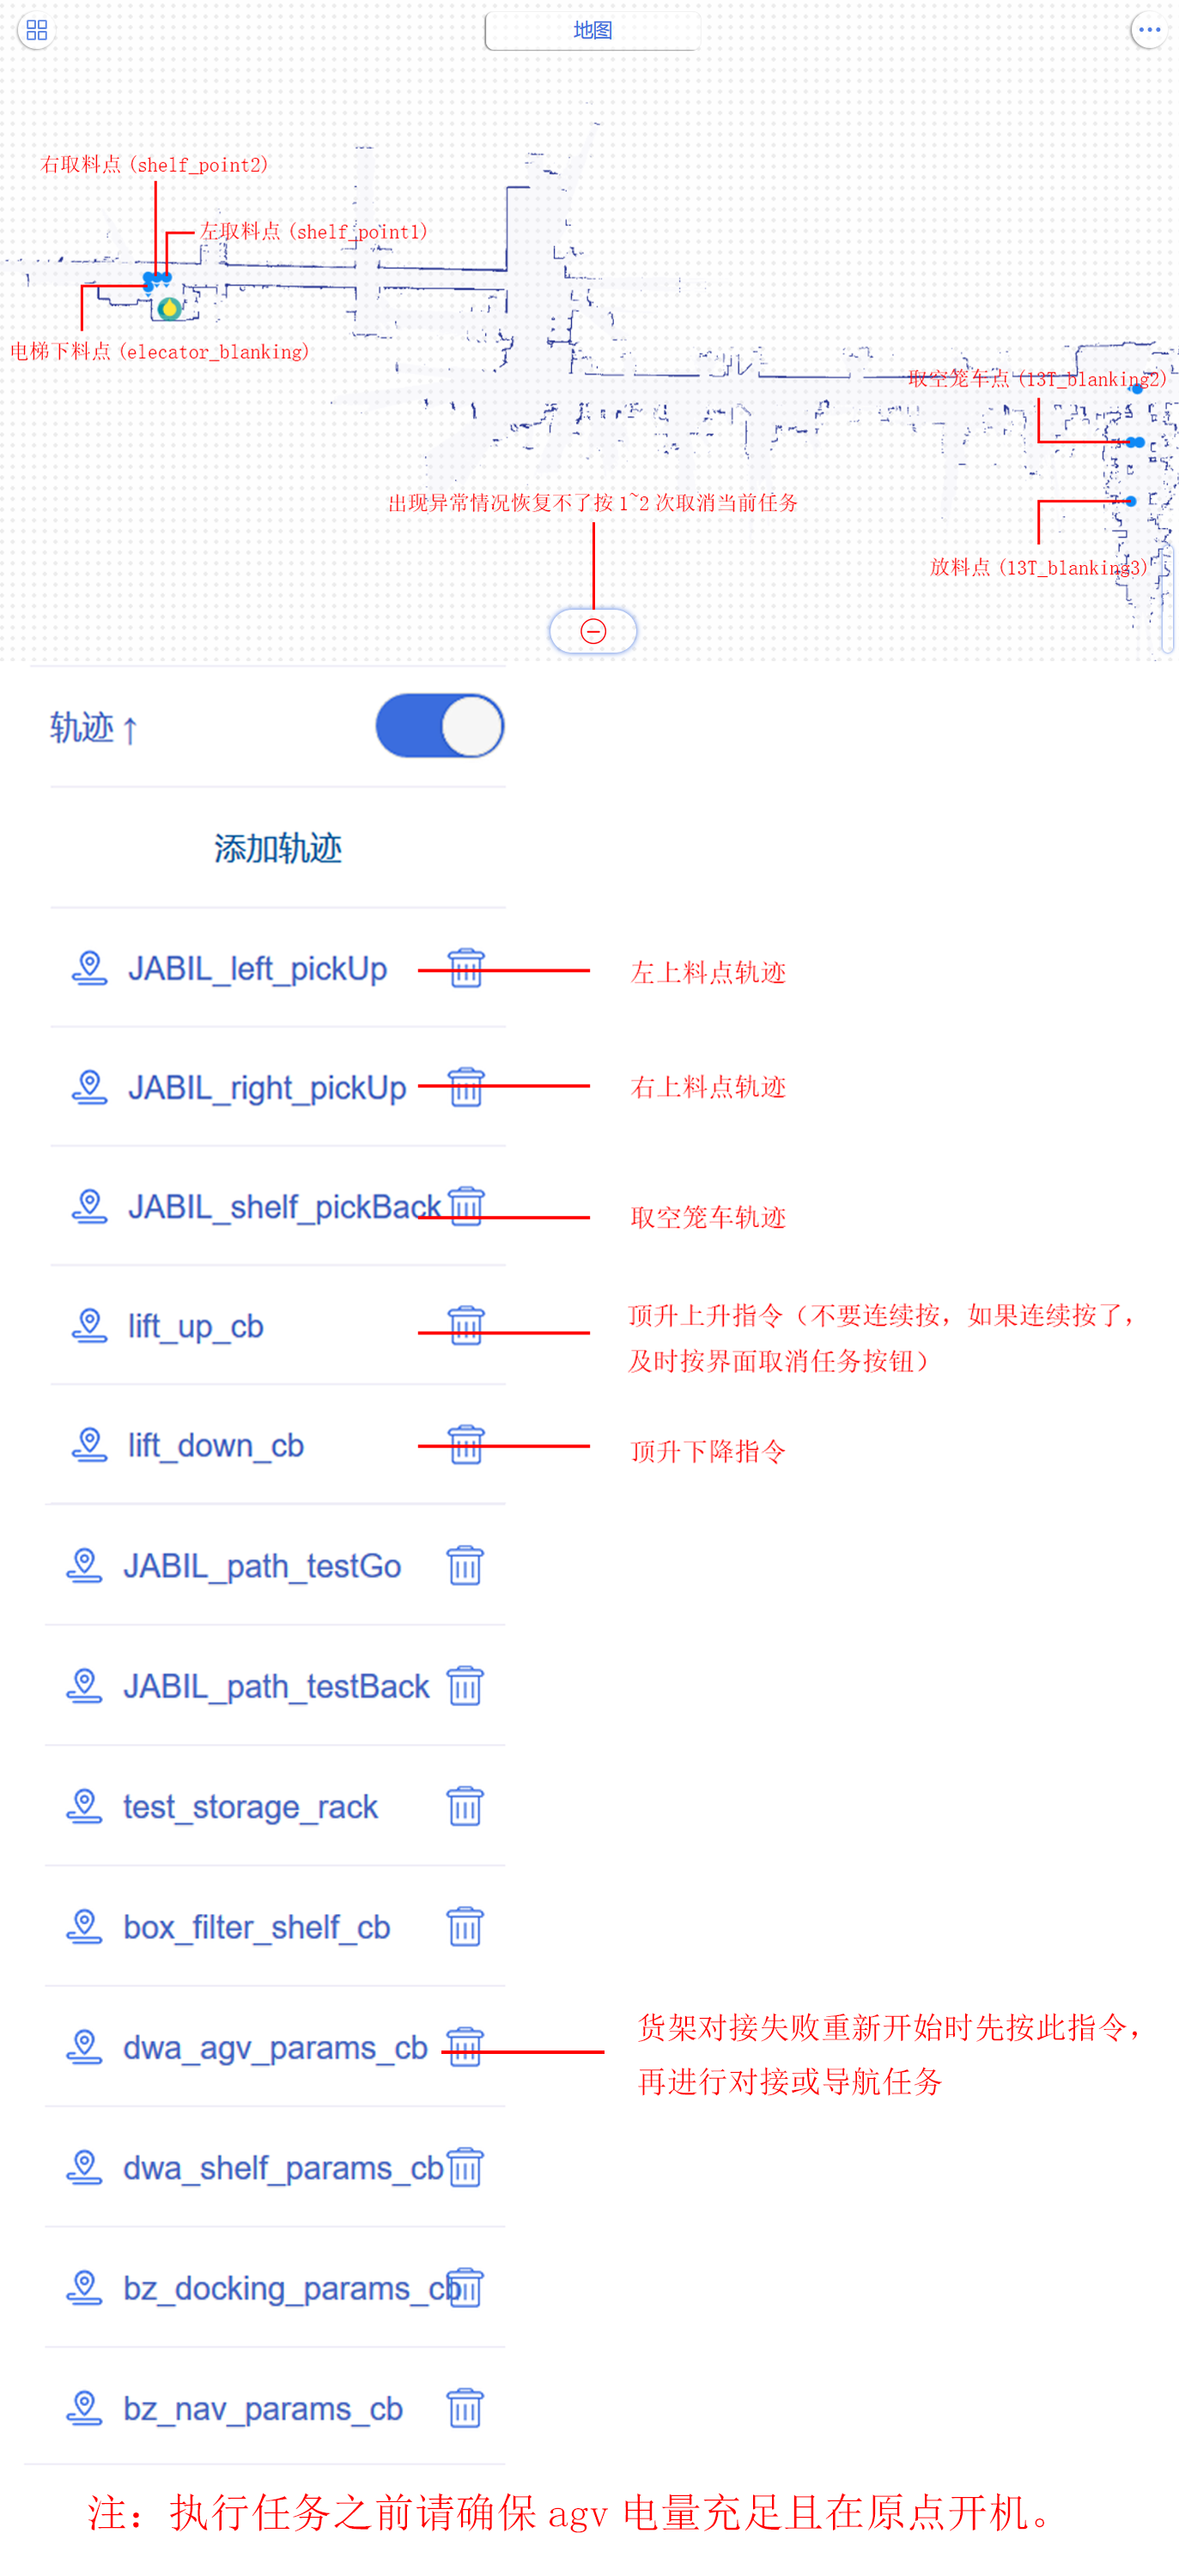 地图
右取料点 (shelf_point2)
左取料点 (shelf_point1)
电梯下料点 (elecator_blanking)
取空笼车点 (13T_blanking2)
出现异常情况恢复不了按 1~2 次取消当前任务
放料点 (13T_blanking3)
轨迹↑
添加轨迹
JABIL_left_pickUp
左上料点轨迹
JABIL_right_pickUp
右上料点轨迹
JABIL_shelf_pickBack
取空笼车轨迹
lift_up_cb
顶升上升指令（不要连续按，如果连续按了，
及时按界面取消任务按钮）
lift_down_cb
顶升下降指令
JABIL_path_testGo
JABIL_path_testBack
test_storage_rack
box_filter_shelf_cb
dwa_agv_params_cb
货架对接失败重新开始时先按此指令，
再进行对接或导航任务
dwa_shelf_params_cb
bz_docking_params_cb
bz_nav_params_cb
注：执行任务之前请确保 agv 电量充足且在原点开机。